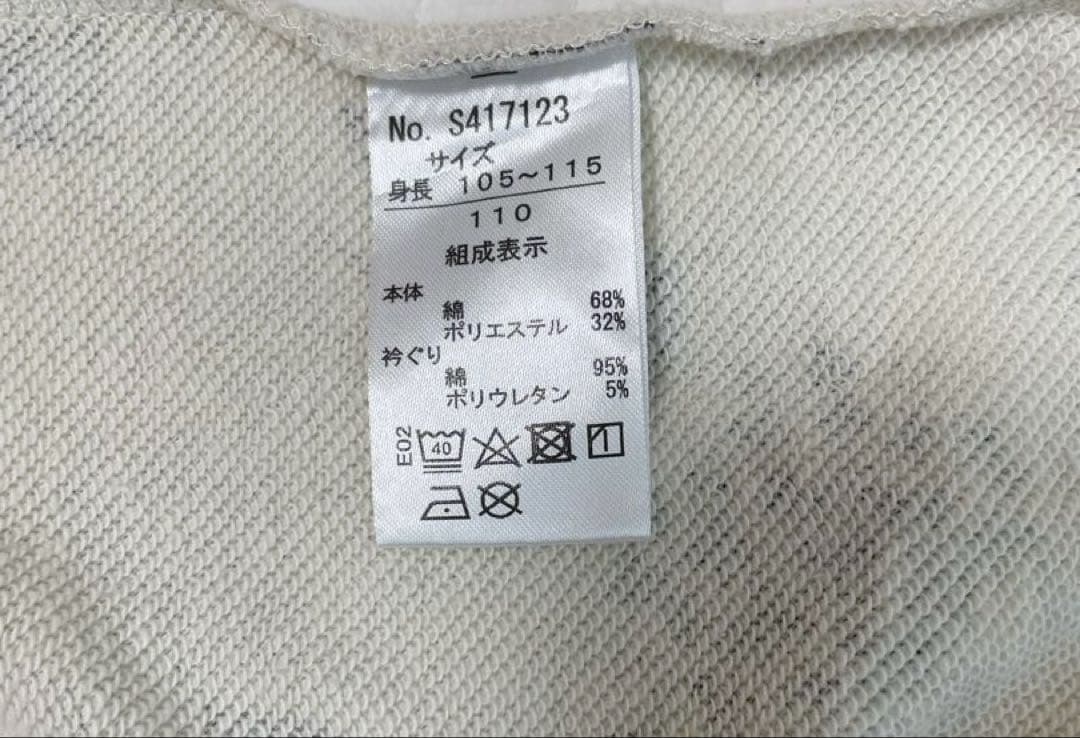 No. S417123
サイズ
身長 105~115
110
組成表示
本体
綿 68%
ポリエステル 32%
衿ぐり
綿 95%
ポリウレタン 5%
E02 40